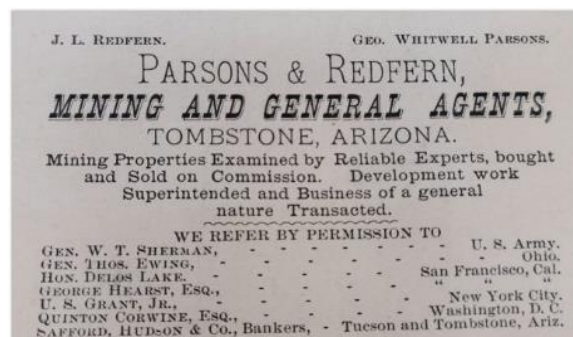 J. L. REDFERN. GEO. WHITWELL PARSONS.
PARSONS & REDFERN,
MINING AND GENERAL AGENTS,
TOMBSTONE, ARIZONA.
Mining Properties Examined by Reliable Experts, bought
and Sold on Commission. Development work
Superintended and Business of a general
nature Transacted.
WE REFER BY PERMISSION TO
GEN. W. T. SHERMAN, - - - - - - - U. S. Army.
GEN. THOS. EWING, - - - - - - - Ohio.
HON. DELOS LAKE. - - - - - San Francisco, Cal.
GEORGE HEARST, ESQ., - - - - - " " "
U. S. GRANT, JR., - - - - - New York City.
QUINTON CORWINE, ESQ., - - - - Washington, D. C.
SAFFORD, HUDSON & CO., Bankers, - Tucson and Tombstone, Ariz.